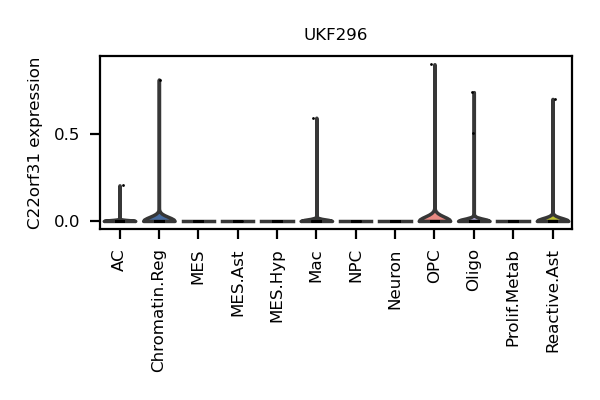 UKF296
C22orf31 expression
0.5
0.0
AC
Chromatin.Reg
MES
MES.Ast
MES.Hyp
Mac
NPC
Neuron
OPC
Oligo
Prolif.Metab
Reactive.Ast